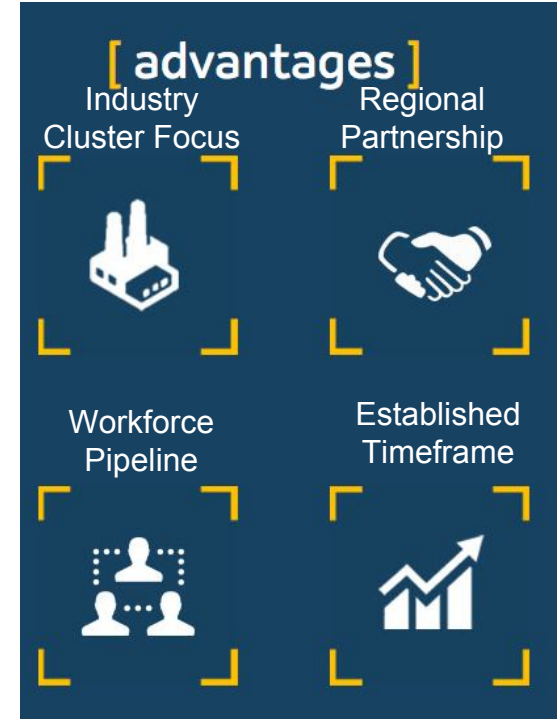 [ advantages ]
Industry
Cluster Focus
Regional
Partnership
Workforce
Pipeline
Established
Timeframe